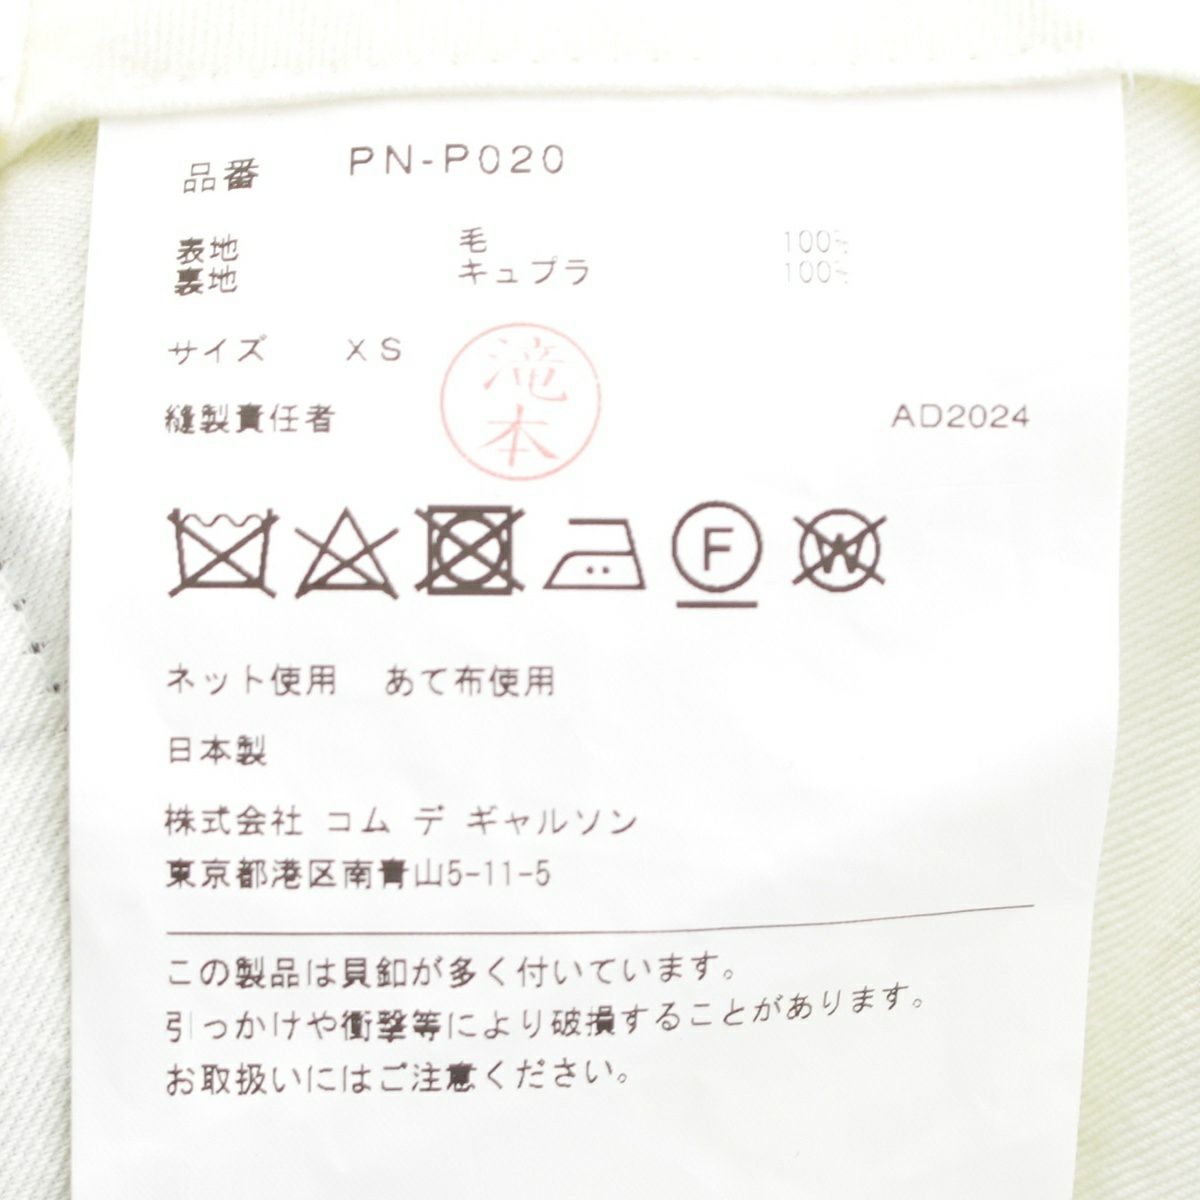 品番 PN-P020
表地 毛 100%
裏地 キュプラ 100%
サイズ XS
滝本
縫製責任者 AD2024
F W
ネット使用 あて布使用
日本製
株式会社 コム デ ギャルソン
東京都港区南青山5-11-5
この製品は貝釦が多く付いています。
引っかけや衝撃等により破損することがあります。
お取扱いにはご注意ください。